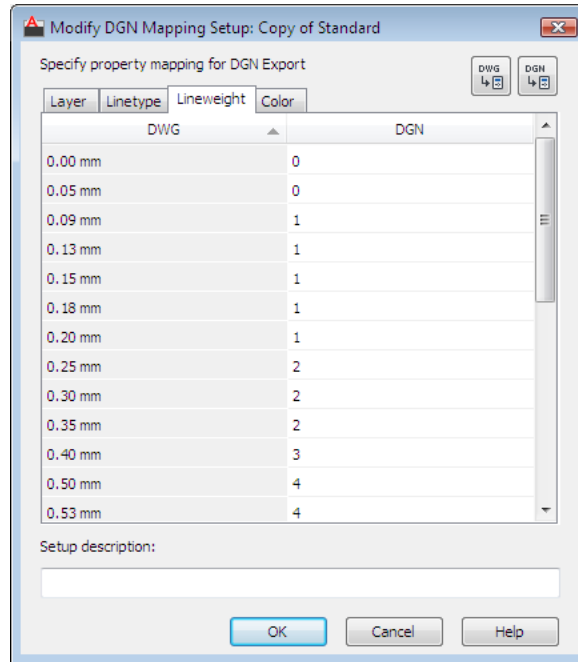 Modify DGN Mapping Setup: Copy of Standard
Specify property mapping for DGN Export
DWG DGN
Layer Linetype Lineweight Color
DWG DGN
0.00 mm 0
0.05 mm 0
0.09 mm 1
0.13 mm 1
0.15 mm 1
0.18 mm 1
0.20 mm 1
0.25 mm 2
0.30 mm 2
0.35 mm 2
0.40 mm 3
0.50 mm 4
0.53 mm 4
Setup description:
OK Cancel Help